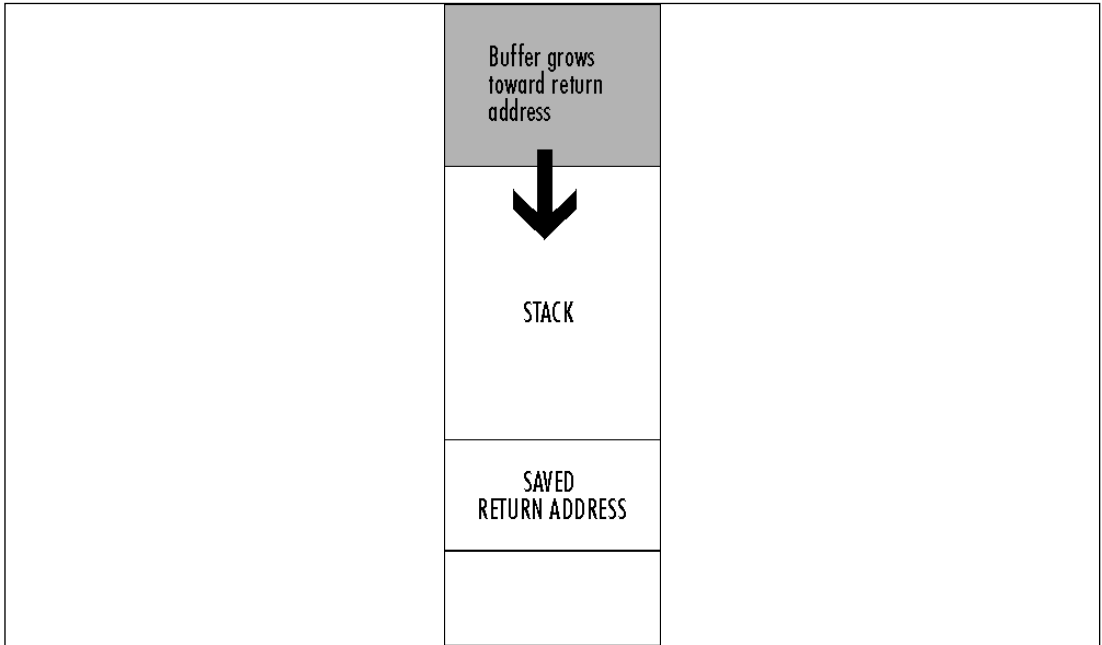 Buffer grows
toward return
address
STACK
SAVED
RETURN ADDRESS